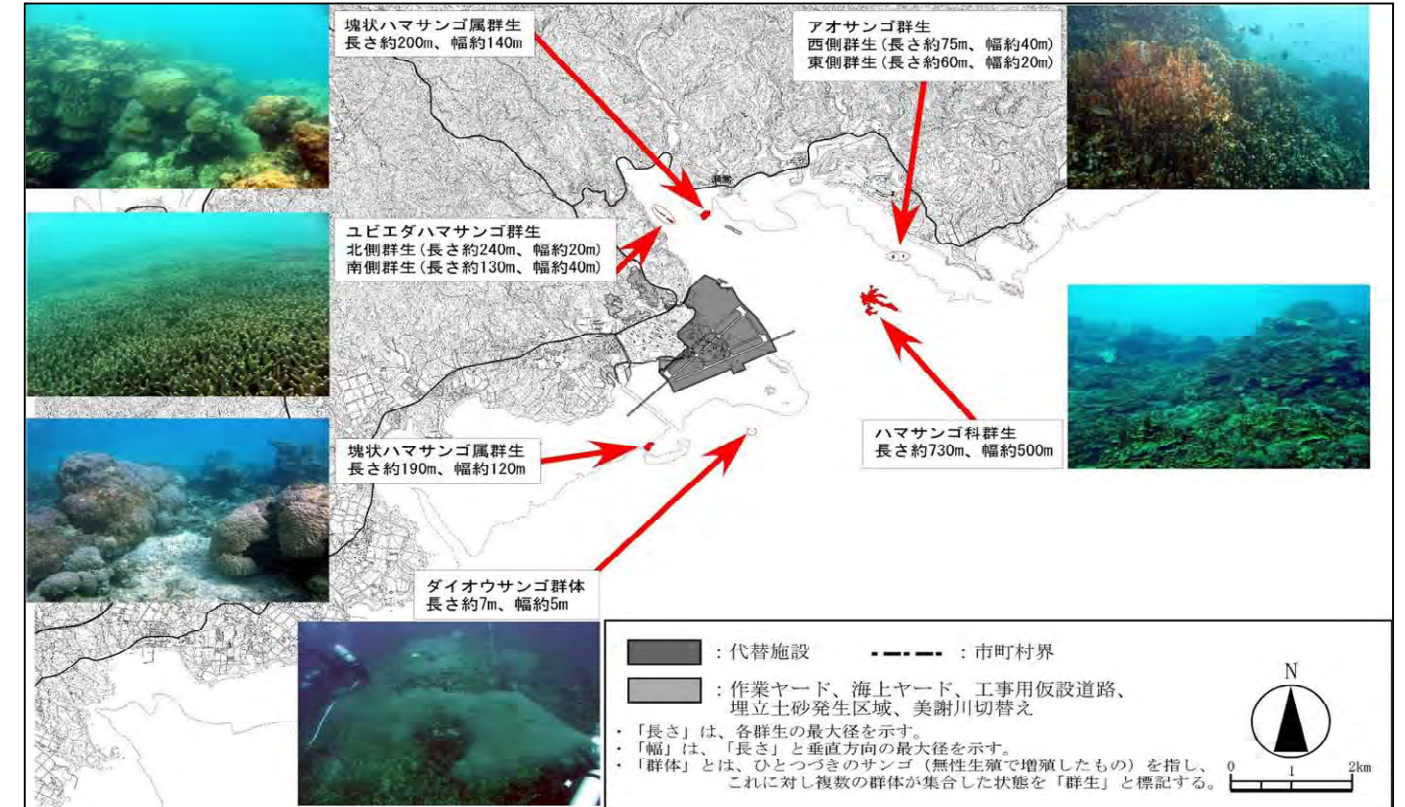 塊状ハマサンゴ属群生
長さ約200m、幅約140m
アオサンゴ群生
西側群生(長さ約75m、幅約40m)
東側群生(長さ約60m、幅約20m)
ユビエダハマサンゴ群生
北側群生(長さ約240m、幅約20m)
南側群生(長さ約130m、幅約40m)
ハマサンゴ科群生
長さ約730m、幅約500m
塊状ハマサンゴ属群生
長さ約190m、幅約120m
ダイオウサンゴ群体
長さ約7m、幅約5m
：代替施設
：市町村界
：作業ヤード、海上ヤード、工事用仮設道路、
埋立土砂発生区域、美謝川切替え
・「長さ」は、各群生の最大径を示す。
・「幅」は、「長さ」と垂直方向の最大径を示す。
・「群体」とは、ひとつづきのサンゴ（無性生殖で増殖したもの）を指し、
これに対し複数の群体が集合した状態を「群生」と標記する。
N
0 1 2km